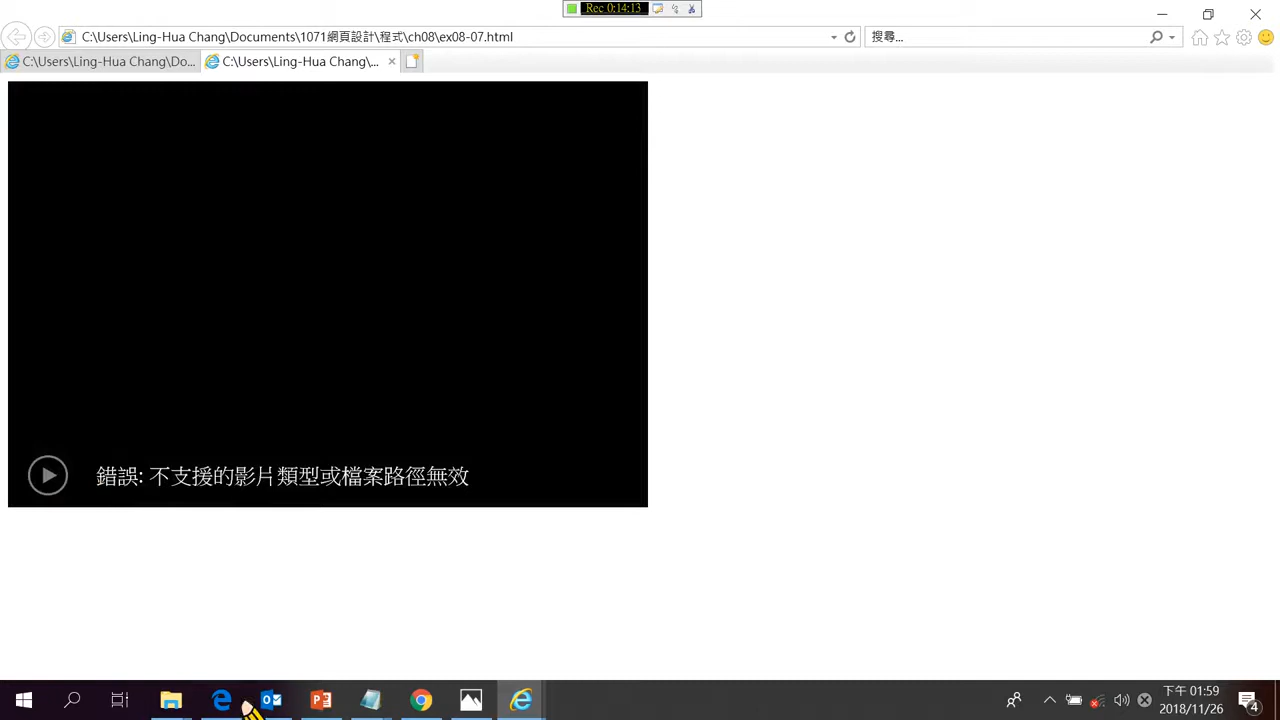 Rec 0:14:13
C:\Users\Ling-Hua Chang\Documents\1071網頁設計\程式\ch08\ex08-07.html
搜尋...
C:\Users\Ling-Hua Chang\Do...
C:\Users\Ling-Hua Chang\...
錯誤: 不支援的影片類型或檔案路徑無效
下午 01:59
2018/11/26
4